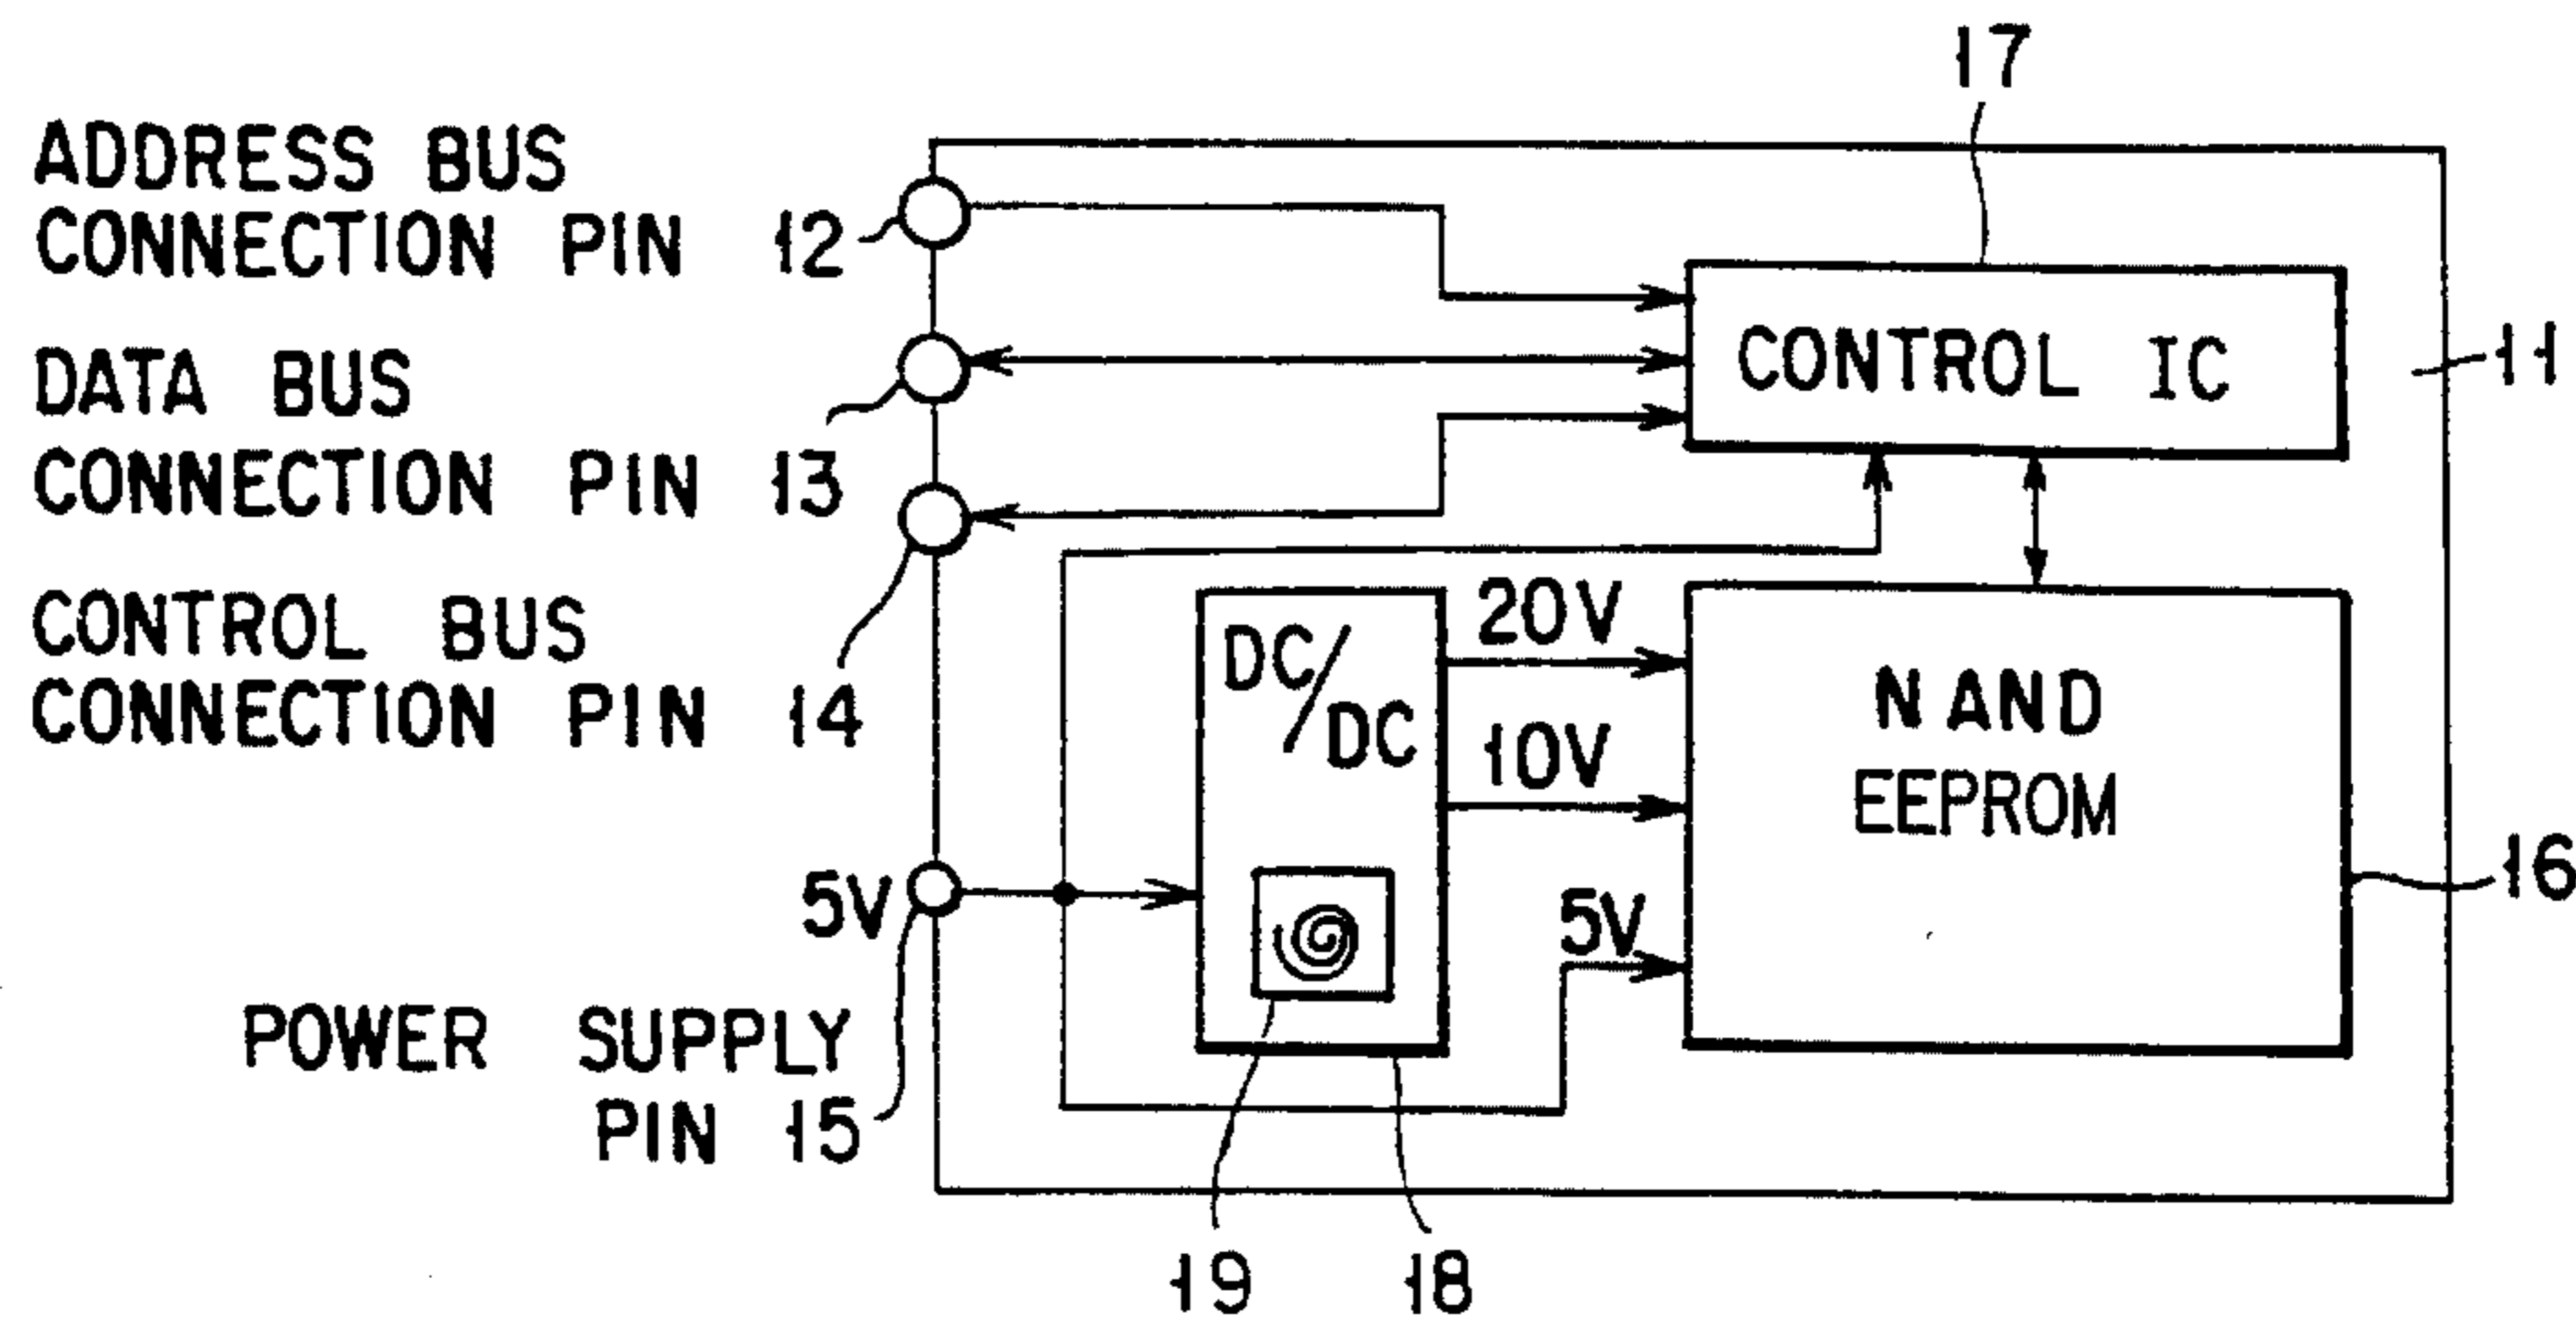 17
ADDRESS BUS
CONNECTION PIN 12
DATA BUS
CONNECTION PIN 13
CONTROL BUS
CONNECTION PIN 14
5V
POWER SUPPLY
PIN 15
CONTROL IC
11
DC/DC
20V
10V
5V
NAND
EEPROM
16
19
18